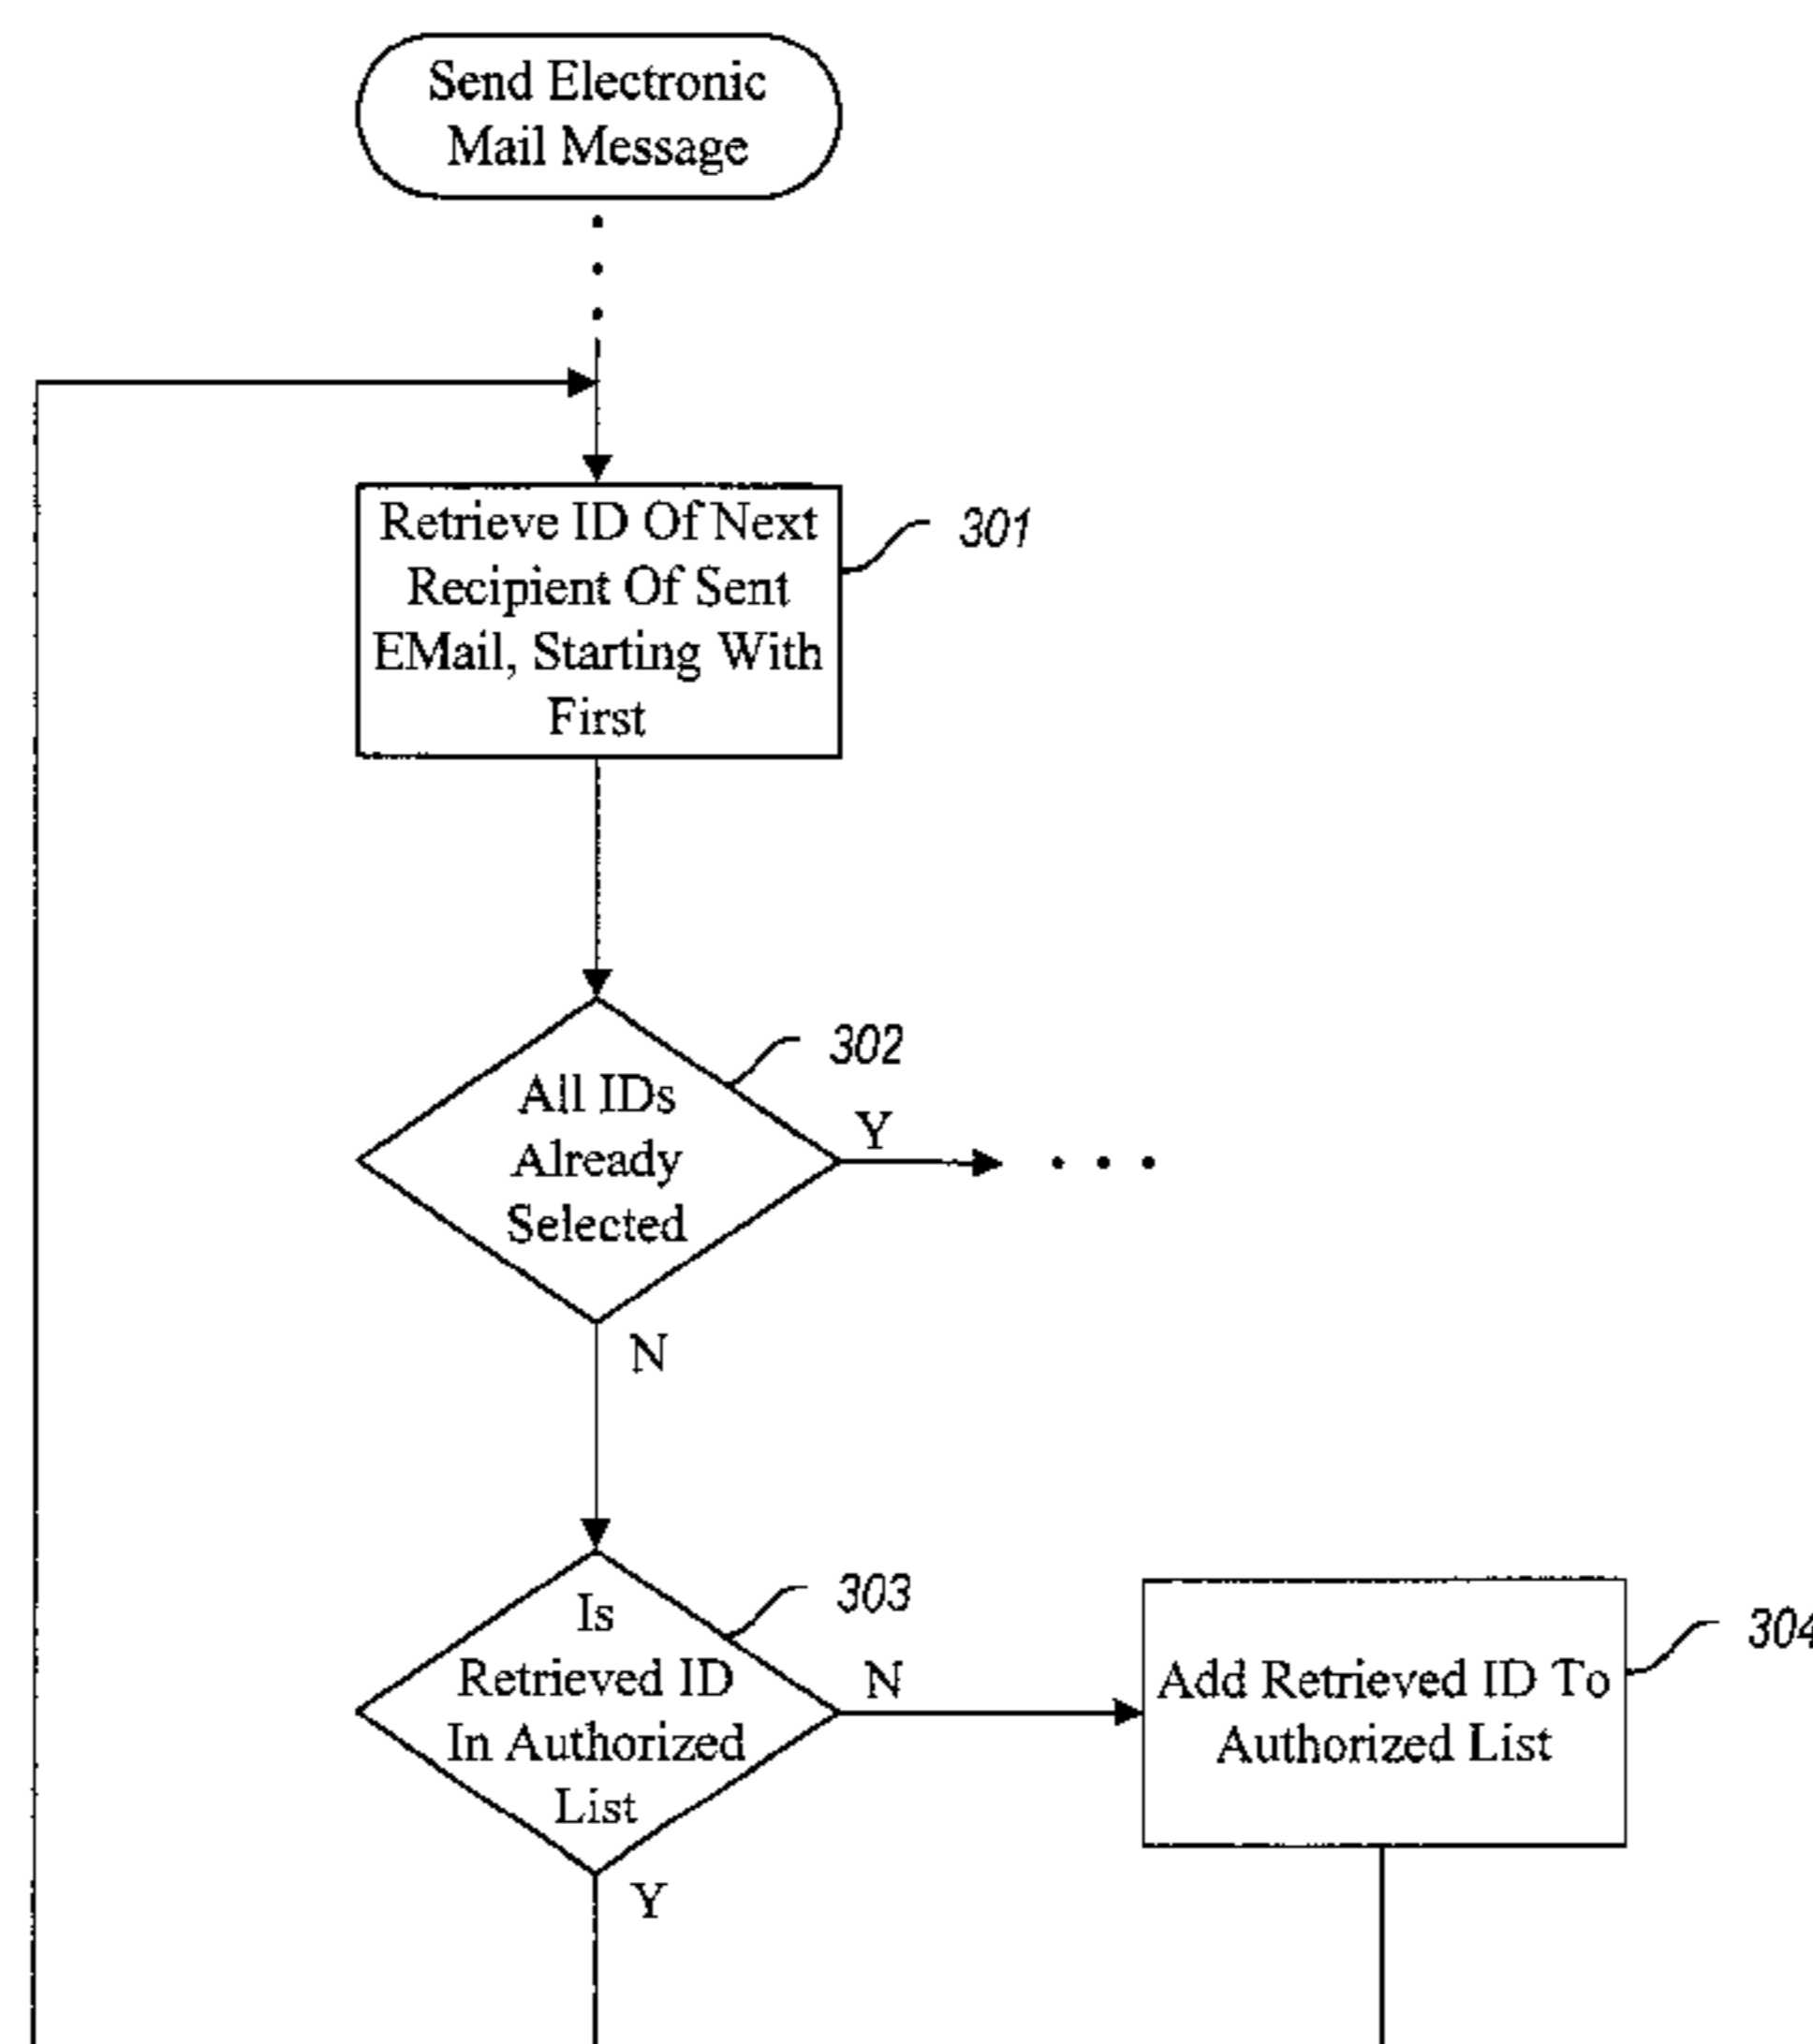 Send Electronic
Mail Message
Retrieve ID Of Next
Recipient Of Sent
EMail, Starting With
First
301
All IDs
Already
Selected
302
Y
N
Is
Retrieved ID
In Authorized
List
303
N
Y
Add Retrieved ID To
Authorized List
304